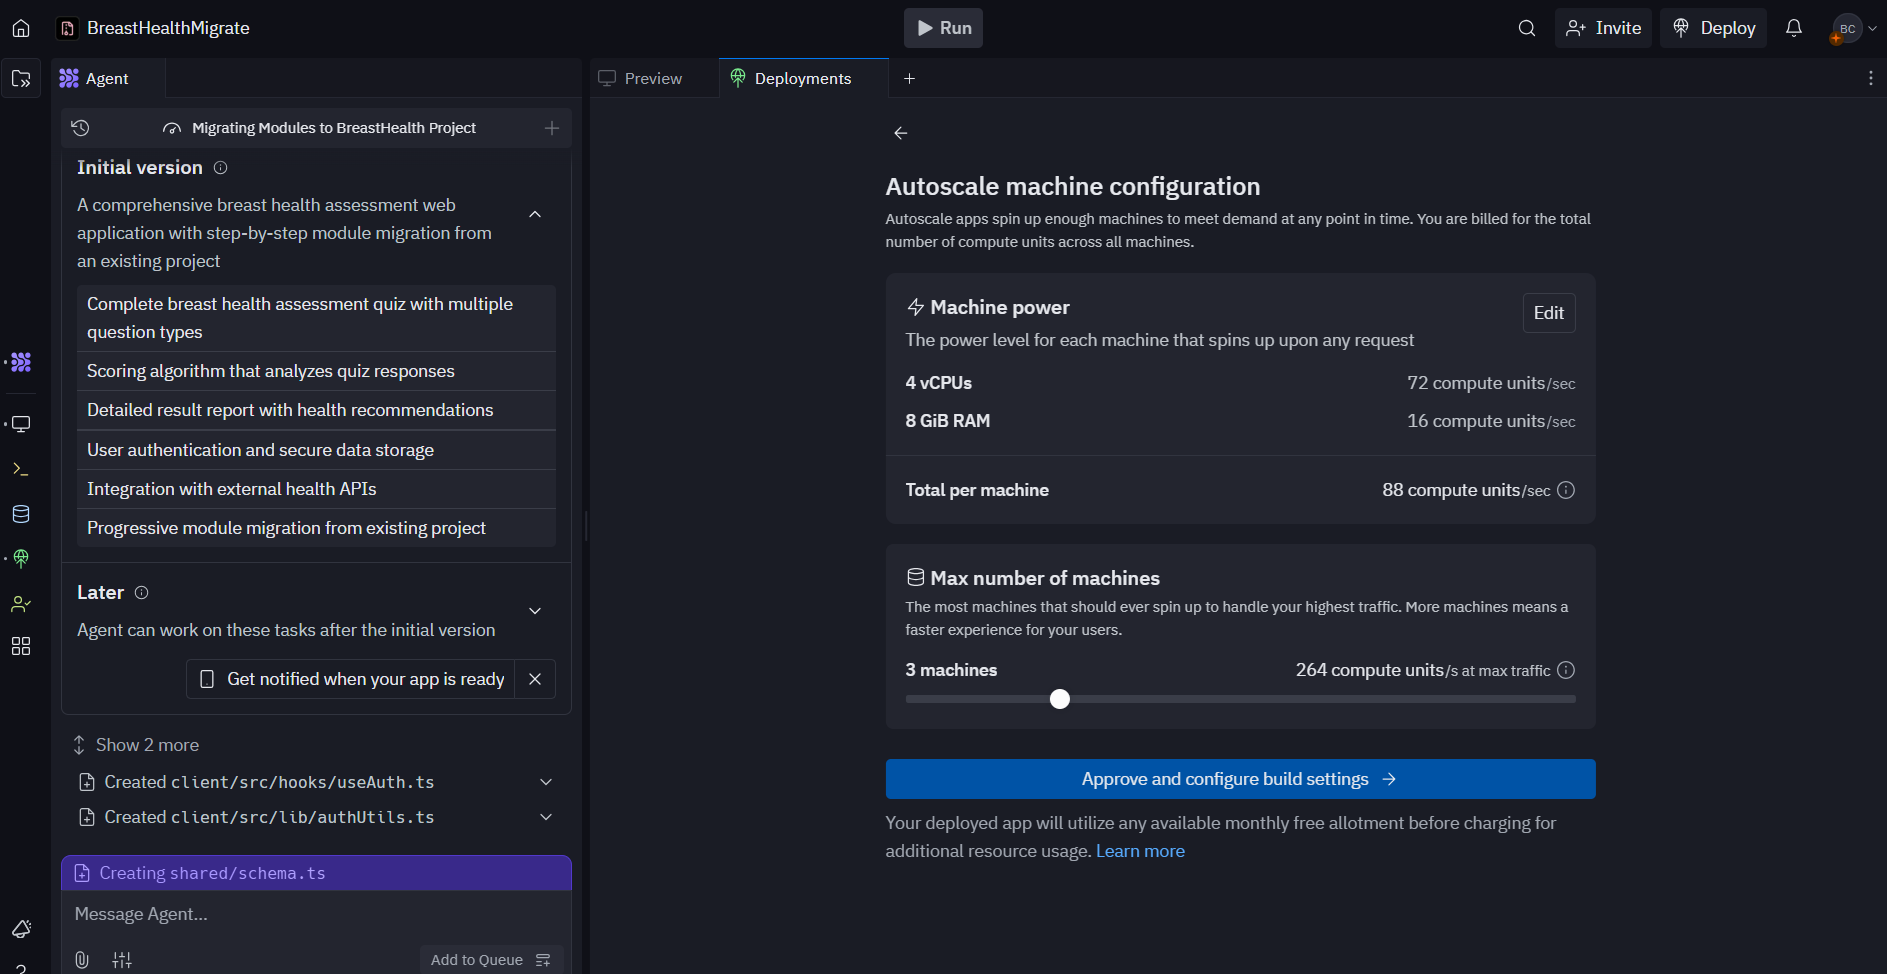 BreastHealthMigrate
Run
Invite
Deploy
BC
Agent
Preview
Deployments
Migrating Modules to BreastHealth Project
Initial version
A comprehensive breast health assessment web
application with step-by-step module migration from
an existing project
Complete breast health assessment quiz with multiple
question types
Scoring algorithm that analyzes quiz responses
Detailed result report with health recommendations
User authentication and secure data storage
Integration with external health APIs
Progressive module migration from existing project
Later
Agent can work on these tasks after the initial version
Get notified when your app is ready
Show 2 more
Created client/src/hooks/useAuth.ts
Created client/src/lib/authUtils.ts
Creating shared/schema.ts
Message Agent...
Add to Queue
Autoscale machine configuration
Autoscale apps spin up enough machines to meet demand at any point in time. You are billed for the total
number of compute units across all machines.
Machine power
Edit
The power level for each machine that spins up upon any request
4 vCPUs 72 compute units/sec
8 GiB RAM 16 compute units/sec
Total per machine 88 compute units/sec
Max number of machines
The most machines that should ever spin up to handle your highest traffic. More machines means a
faster experience for your users.
3 machines 264 compute units/s at max traffic
Approve and configure build settings
Your deployed app will utilize any available monthly free allotment before charging for
additional resource usage. Learn more